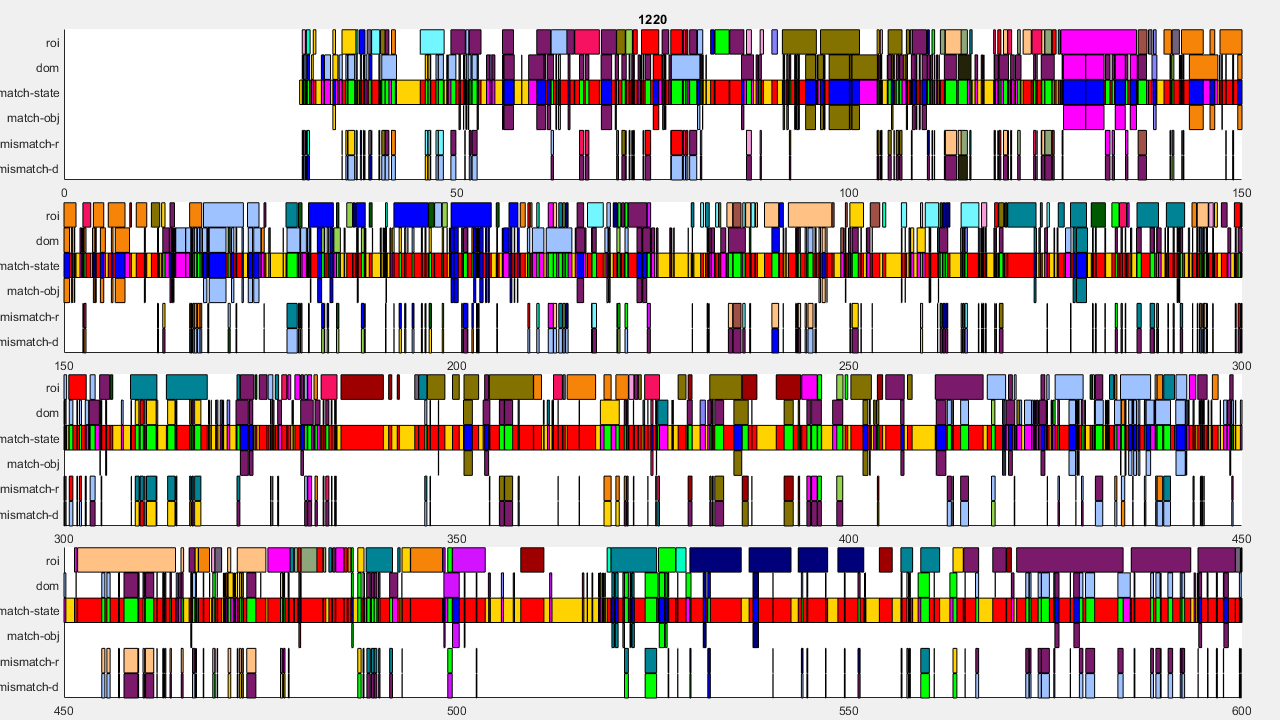 1220
roi
dom
match-state
match-obj
mismatch-r
mismatch-d
0 50 100 150
roi
dom
match-state
match-obj
mismatch-r
mismatch-d
150 200 250 300
roi
dom
match-state
match-obj
mismatch-r
mismatch-d
300 350 400 450
roi
dom
match-state
match-obj
mismatch-r
mismatch-d
450 500 550 600